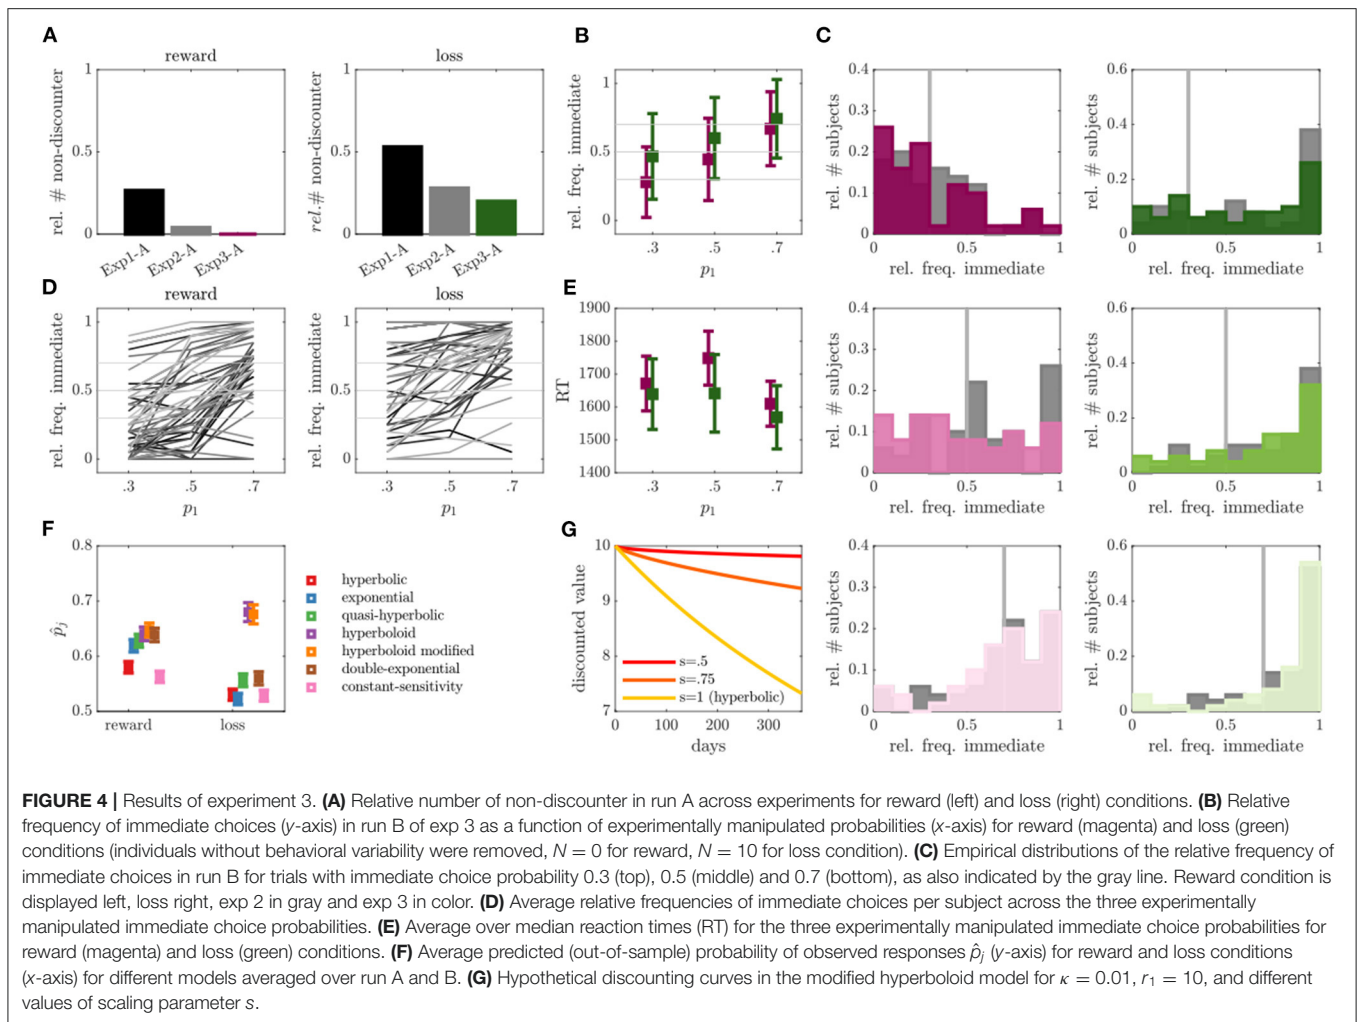 A
reward
rel. # non-discounter
1
0.5
0
Exp1-A
Exp2-A
Exp3-A
loss
rel.# non-discounter
1
0.5
0
Exp1-A
Exp2-A
Exp3-A
B
rel. freq. immediate
1
0.5
0
.3 .5 .7
p1
C
rel. # subjects
0.4
0.3
0.2
0.1
0
0 0.5 1
rel. freq. immediate
rel. # subjects
0.6
0.4
0.2
0
0 0.5 1
rel. freq. immediate
D
reward
rel. freq. immediate
1
0.5
0
.3 .5 .7
p1
loss
rel. freq. immediate
1
0.5
0
.3 .5 .7
p1
E
RT
1900
1800
1700
1600
1500
1400
.3 .5 .7
p1
rel. # subjects
0.4
0.3
0.2
0.1
0
0 0.5 1
rel. freq. immediate
rel. # subjects
0.6
0.4
0.2
0
0 0.5 1
rel. freq. immediate
F
p̂j
0.8
0.7
0.6
0.5
reward loss
hyperbolic
exponential
quasi-hyperbolic
hyperboloid
hyperboloid modified
double-exponential
constant-sensitivity
G
discounted value
10
9
8
7
s=.5
s=.75
s=1 (hyperbolic)
0 100 200 300
days
rel. # subjects
0.4
0.3
0.2
0.1
0
0 0.5 1
rel. freq. immediate
rel. # subjects
0.6
0.4
0.2
0
0 0.5 1
rel. freq. immediate
FIGURE 4 | Results of experiment 3. (A) Relative number of non-discounter in run A across experiments for reward (left) and loss (right) conditions. (B) Relative
frequency of immediate choices (y-axis) in run B of exp 3 as a function of experimentally manipulated probabilities (x-axis) for reward (magenta) and loss (green)
conditions (individuals without behavioral variability were removed, N = 0 for reward, N = 10 for loss condition). (C) Empirical distributions of the relative frequency of
immediate choices in run B for trials with immediate choice probability 0.3 (top), 0.5 (middle) and 0.7 (bottom), as also indicated by the gray line. Reward condition is
displayed left, loss right, exp 2 in gray and exp 3 in color. (D) Average relative frequencies of immediate choices per subject across the three experimentally
manipulated immediate choice probabilities. (E) Average over median reaction times (RT) for the three experimentally manipulated immediate choice probabilities for
reward (magenta) and loss (green) conditions. (F) Average predicted (out-of-sample) probability of observed responses p̂j (y-axis) for reward and loss conditions
(x-axis) for different models averaged over run A and B. (G) Hypothetical discounting curves in the modified hyperboloid model for κ = 0.01, r1 = 10, and different
values of scaling parameter s.